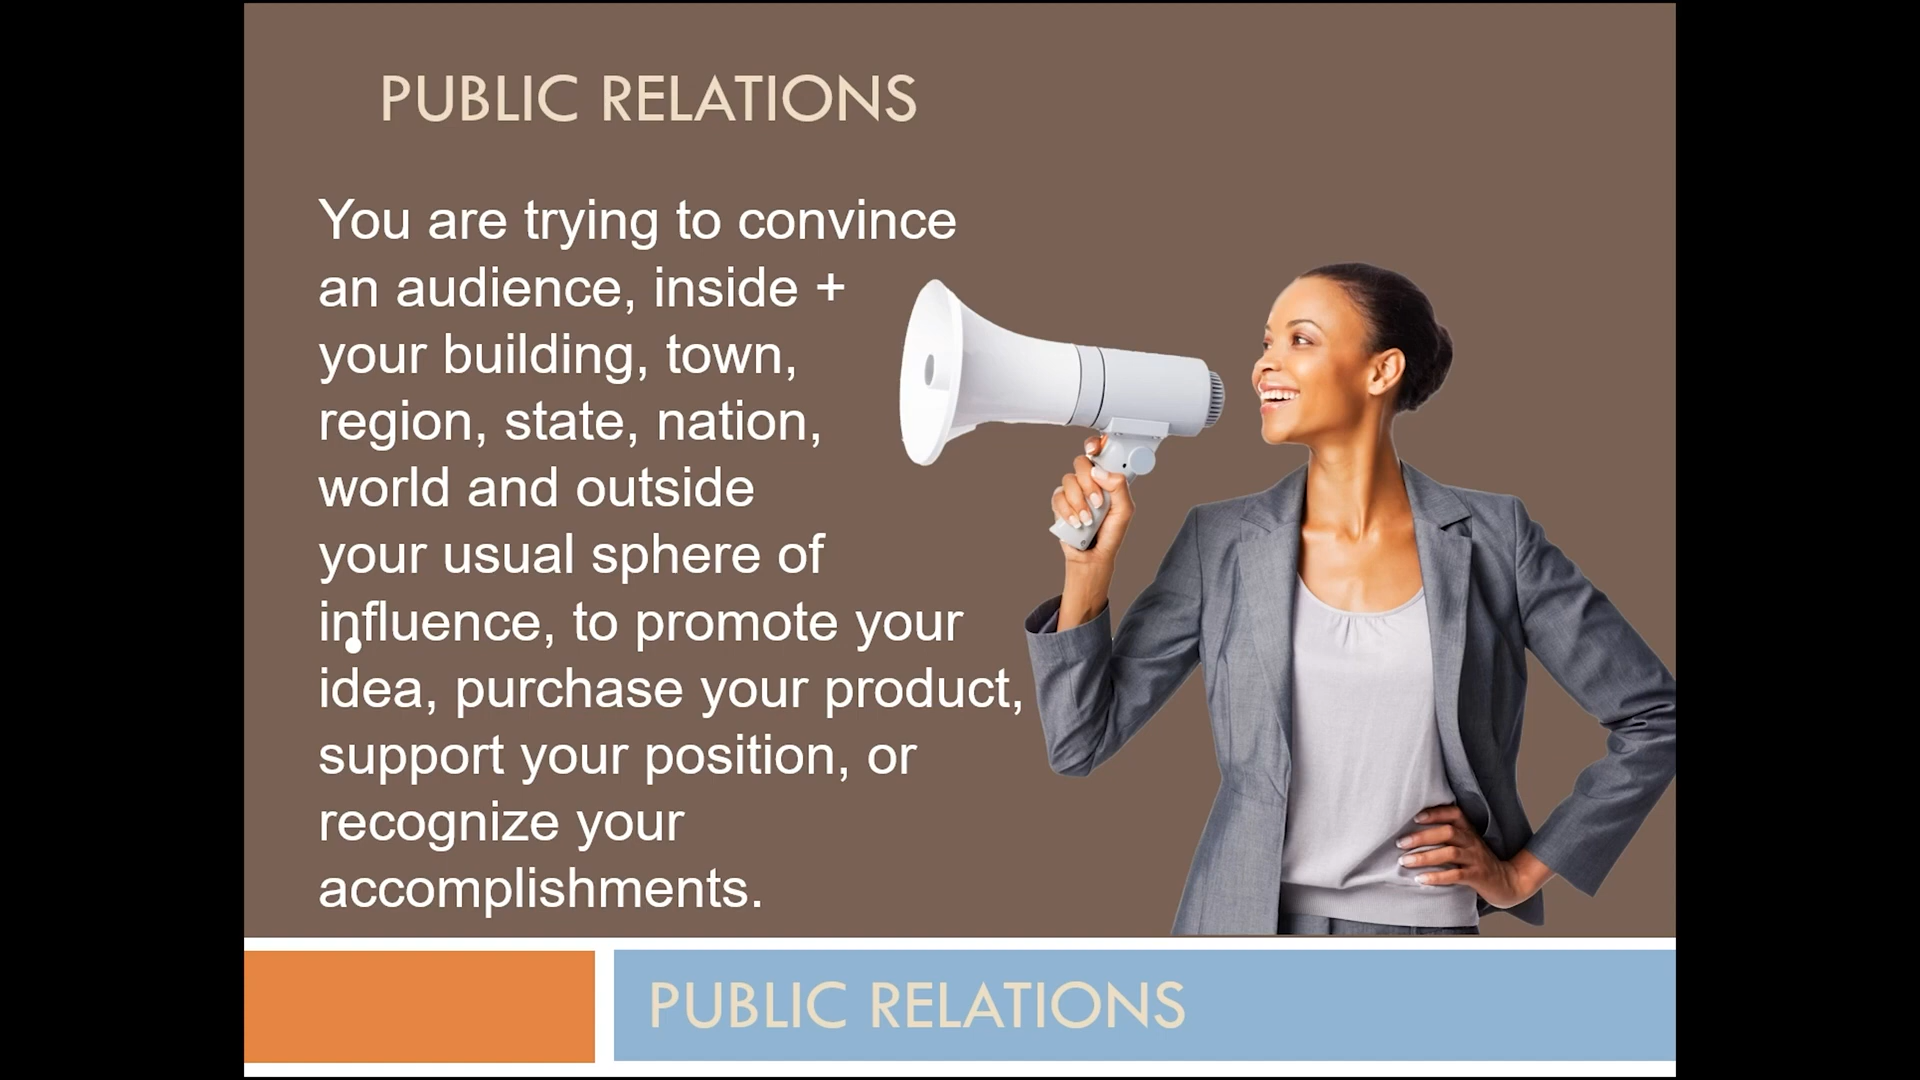 PUBLIC RELATIONS
You are trying to convince
an audience, inside +
your building, town,
region, state, nation,
world and outside
your usual sphere of
influence, to promote your
idea, purchase your product,
support your position, or
recognize your
accomplishments.
PUBLIC RELATIONS